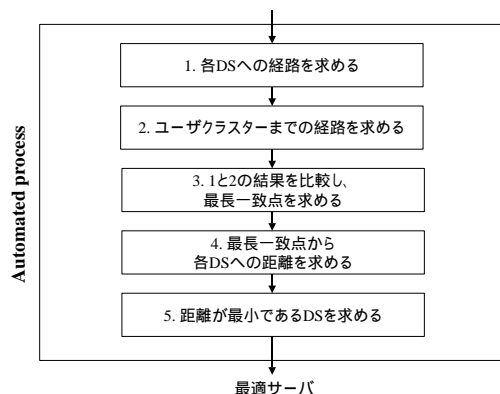 Automated process
1. 各DSへの経路を求める
2. ユーザクラスターまでの経路を求める
3. 1と2の結果を比較し、
最長一致点を求める
4. 最長一致点から
各DSへの距離を求める
5. 距離が最小であるDSを求める
最適サーバ